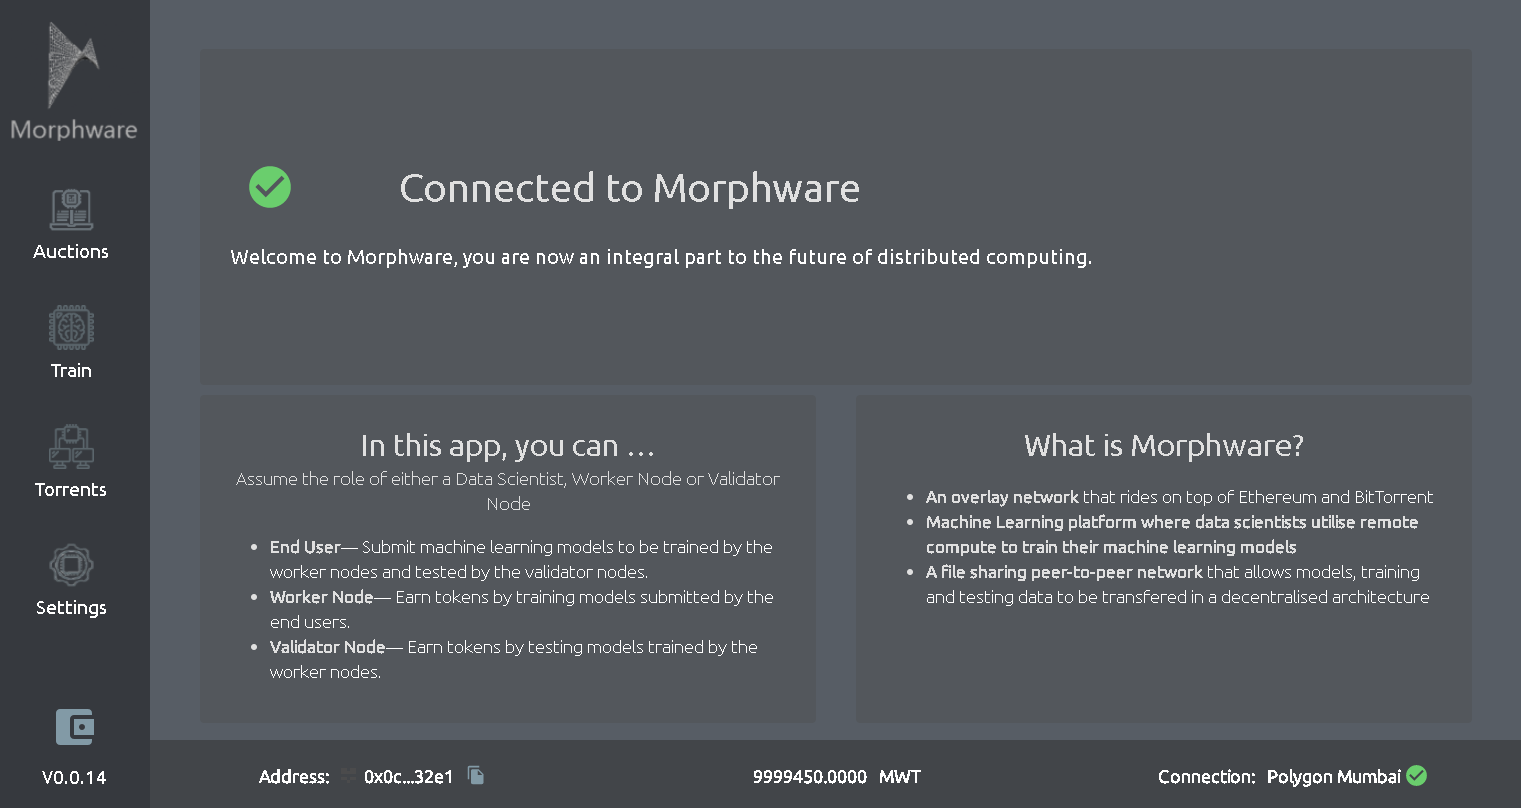 Morphware
Auctions
Train
Torrents
Settings
V0.0.14
Connected to Morphware
Welcome to Morphware, you are now an integral part to the future of distributed computing.
In this app, you can …
Assume the role of either a Data Scientist, Worker Node or Validator
Node
• End User— Submit machine learning models to be trained by the
worker nodes and tested by the validator nodes.
• Worker Node— Earn tokens by training models submitted by the
end users.
• Validator Node— Earn tokens by testing models trained by the
worker nodes.
What is Morphware?
• An overlay network that rides on top of Ethereum and BitTorrent
• Machine Learning platform where data scientists utilise remote
compute to train their machine learning models
• A file sharing peer-to-peer network that allows models, training
and testing data to be transfered in a decentralised architecture
Address: 0x0c...32e1
9999450.0000 MWT
Connection: Polygon Mumbai